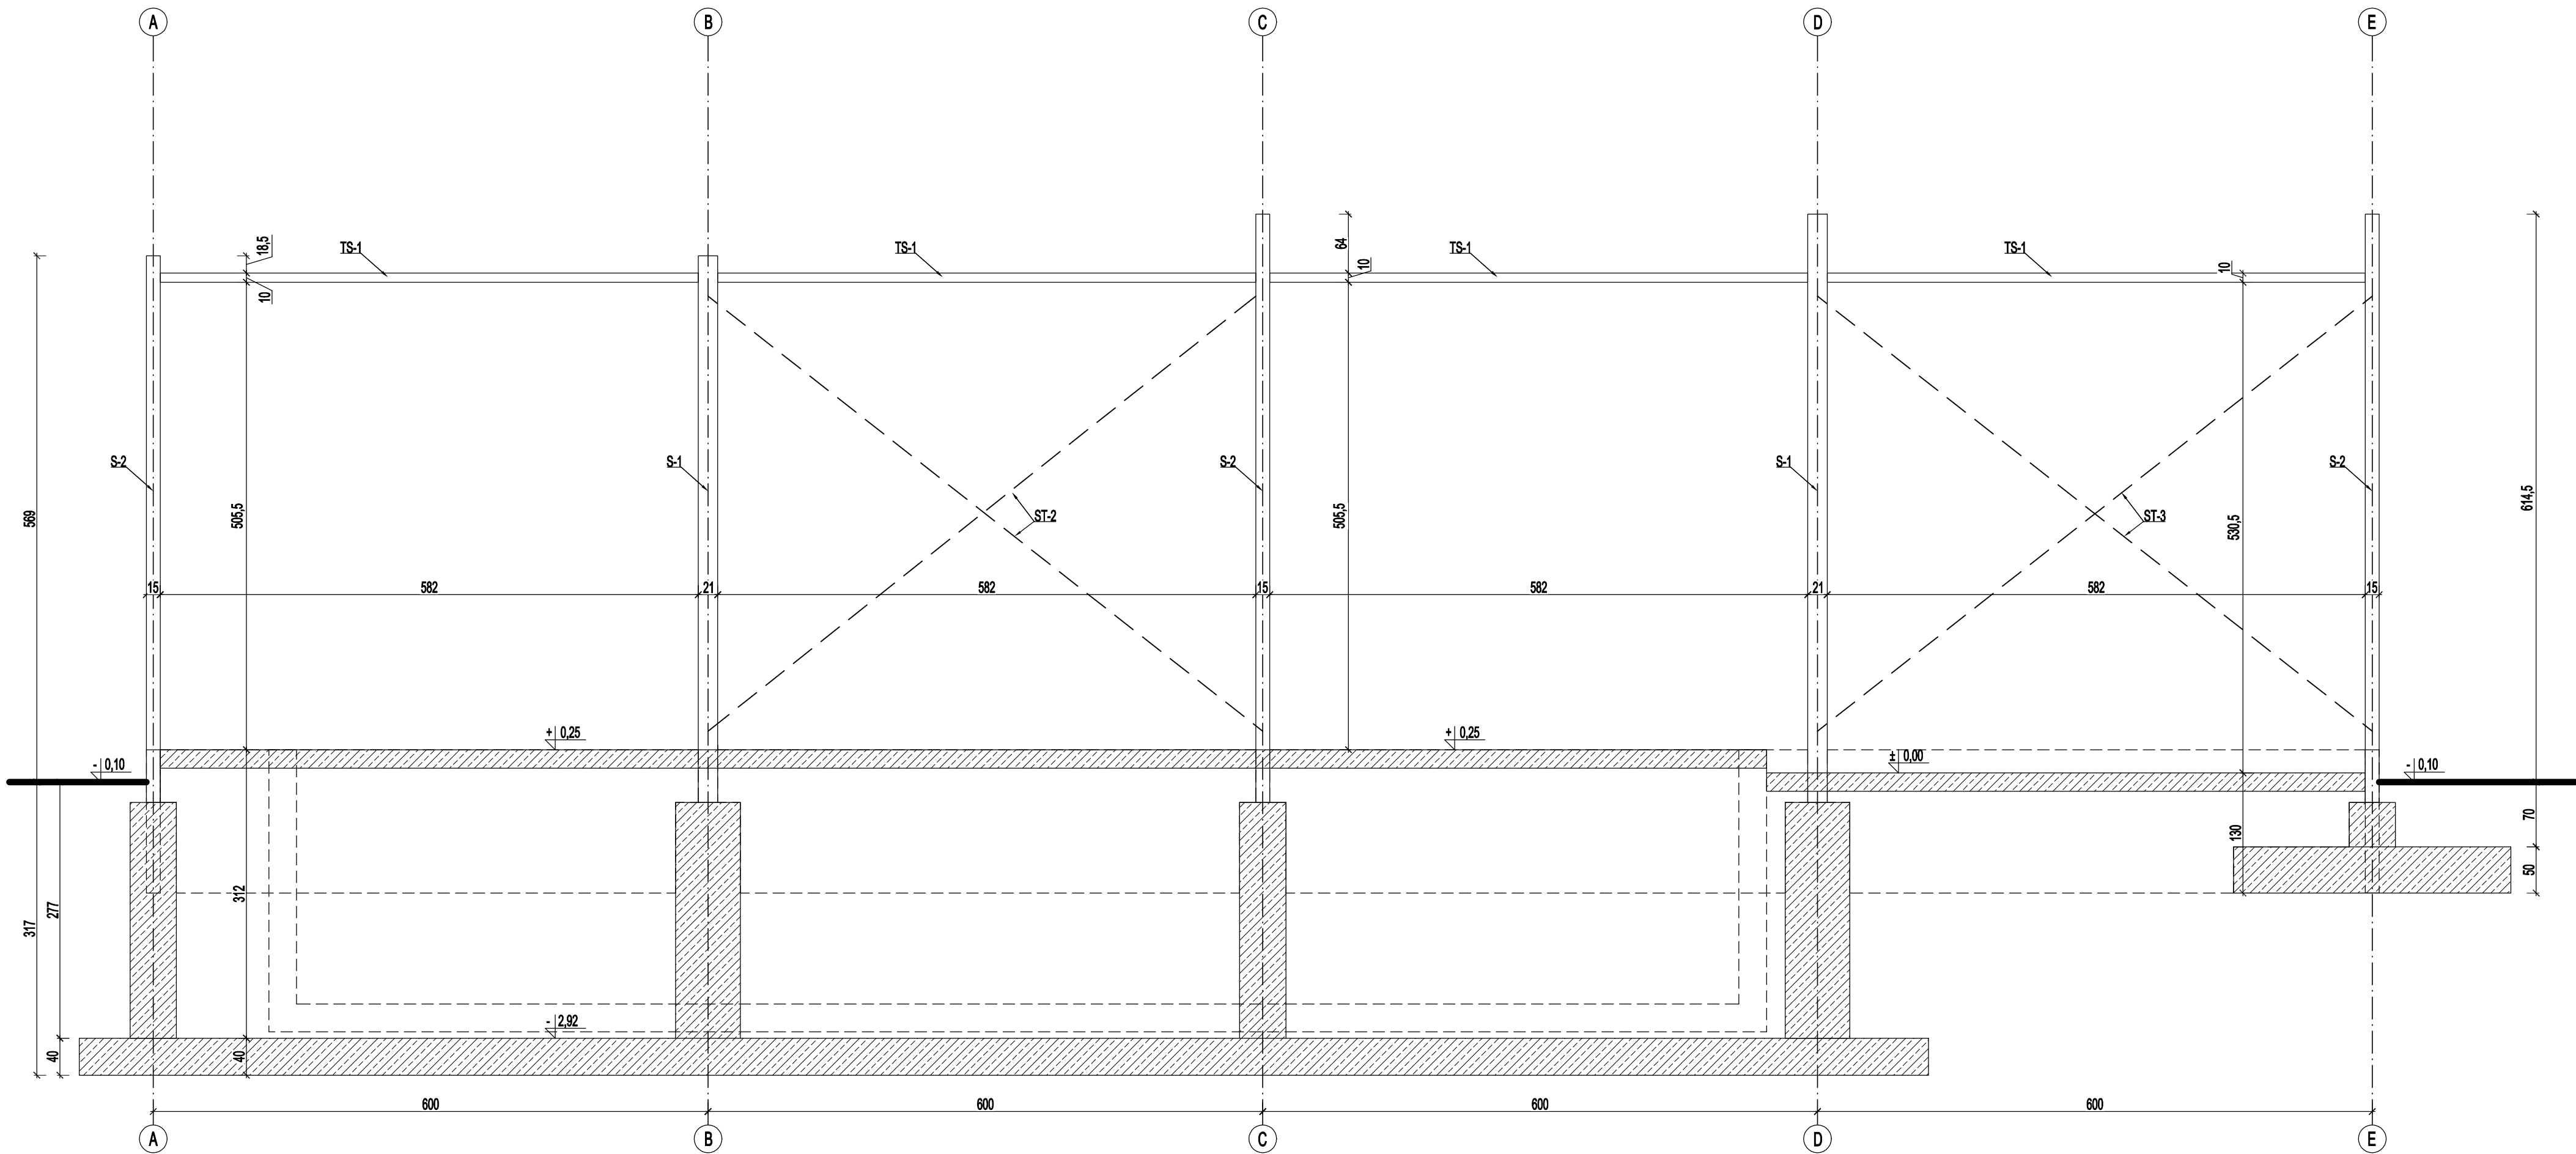 A B C D E
18,5
64
TS-1 TS-1 TS-1 TS-1
10 10 10
S-2 S-1 S-2 S-1 S-2
569 505,5 ST-2 505,5 ST-3 530,5 614,5
15 582 21 582 15 582 21 582 15
+ 0,25 + 0,25
- 0,10 ± 0,00 - 0,10
70
130
50
317 277 312
- 2,92
40 40
600 600 600 600
A B C D E